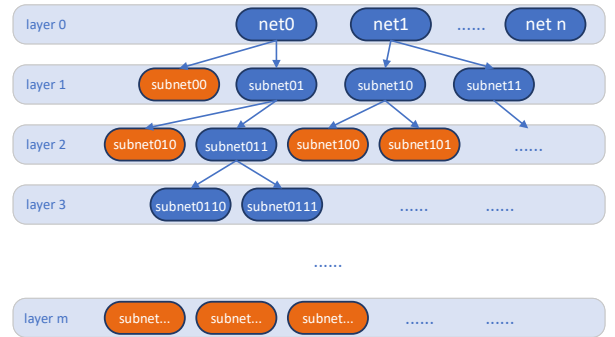 layer 0 net0 net1 ...... net n
layer 1 subnet00 subnet01 subnet10 subnet11
layer 2 subnet010 subnet011 subnet100 subnet101 ......
layer 3 subnet0110 subnet0111 ...... ......
......
layer m subnet... subnet... subnet... ...... ......